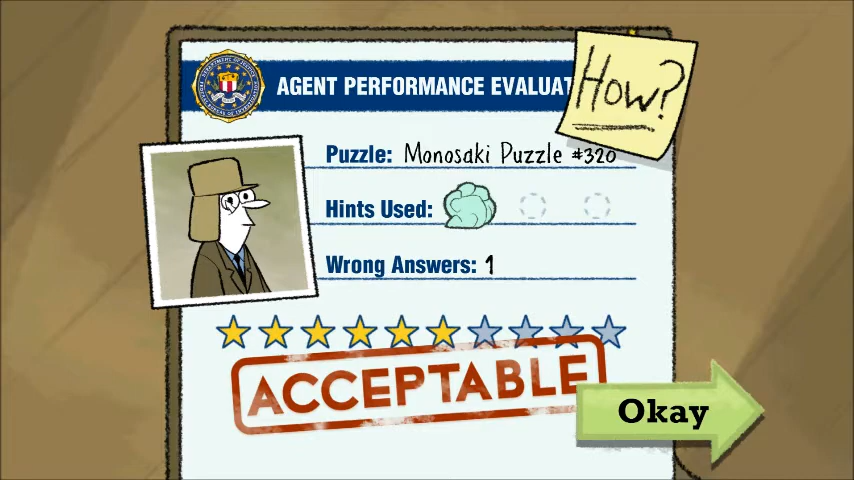 AGENT PERFORMANCE EVALUAT
How?
Puzzle: Monosaki Puzzle #320
Hints Used:
Wrong Answers: 1
ACCEPTABLE
Okay